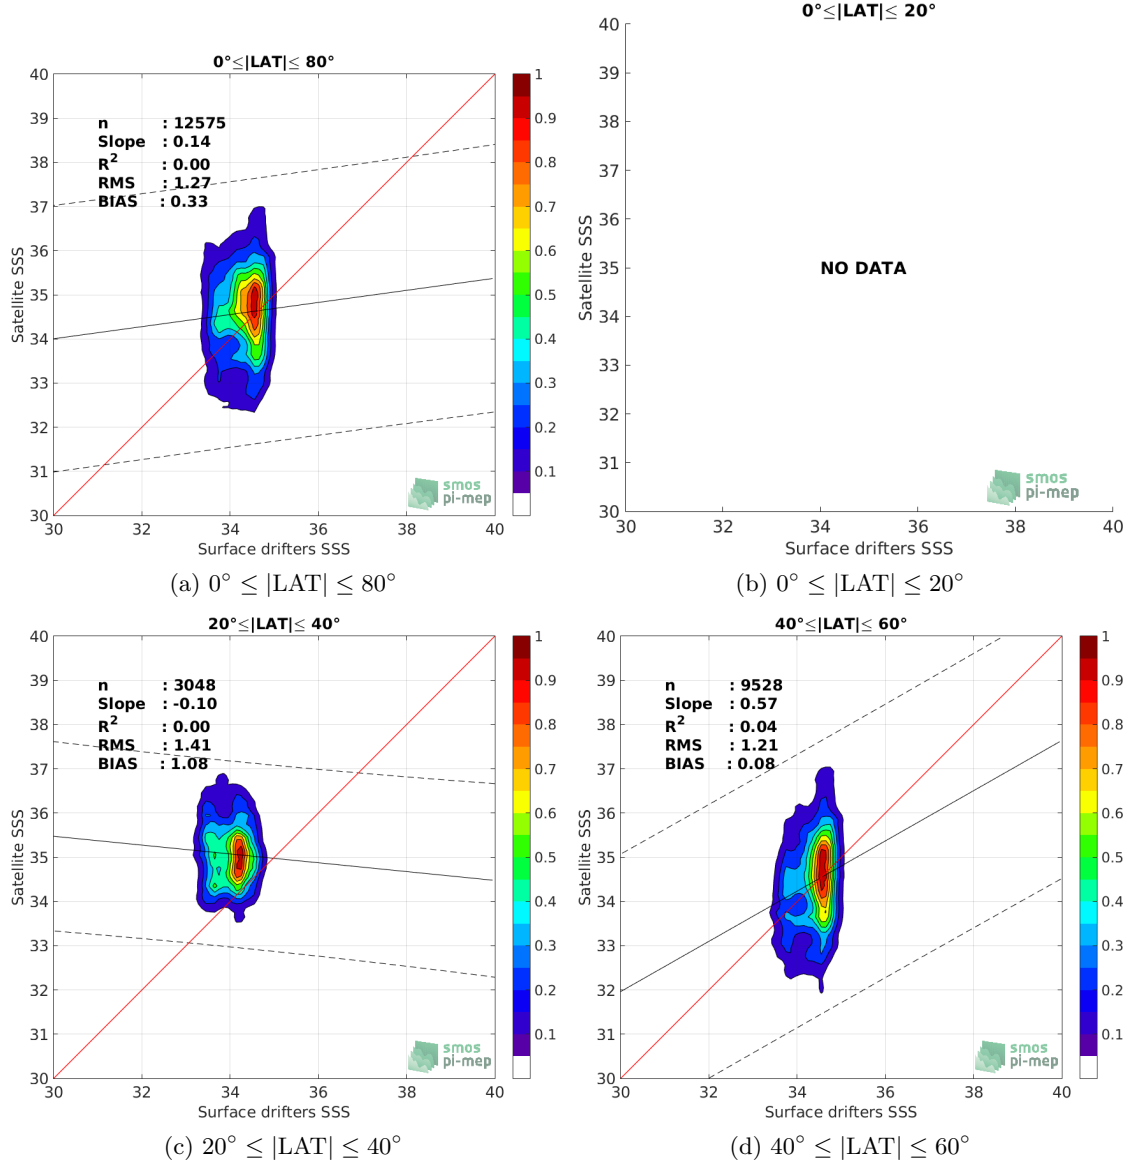 0°≤|LAT|≤ 80°
40
39
38
37
36
35
34
33
32
31
30
Satellite SSS
n : 12575
Slope : 0.14
R2 : 0.00
RMS : 1.27
BIAS : 0.33
1
0.9
0.8
0.7
0.6
0.5
0.4
0.3
0.2
0.1
smos
pi-mep
30 32 34 36 38 40
Surface drifters SSS
(a) 0° ≤ |LAT| ≤ 80°
0°≤|LAT|≤ 20°
40
39
38
37
36
35
34
33
32
31
30
Satellite SSS
NO DATA
smos
pi-mep
30 32 34 36 38 40
Surface drifters SSS
(b) 0° ≤ |LAT| ≤ 20°
20°≤|LAT|≤ 40°
40
39
38
37
36
35
34
33
32
31
30
Satellite SSS
n : 3048
Slope : -0.10
R2 : 0.00
RMS : 1.41
BIAS : 1.08
1
0.9
0.8
0.7
0.6
0.5
0.4
0.3
0.2
0.1
smos
pi-mep
30 32 34 36 38 40
Surface drifters SSS
(c) 20° ≤ |LAT| ≤ 40°
40°≤|LAT|≤ 60°
40
39
38
37
36
35
34
33
32
31
30
Satellite SSS
n : 9528
Slope : 0.57
R2 : 0.04
RMS : 1.21
BIAS : 0.08
1
0.9
0.8
0.7
0.6
0.5
0.4
0.3
0.2
0.1
smos
pi-mep
30 32 34 36 38 40
Surface drifters SSS
(d) 40° ≤ |LAT| ≤ 60°